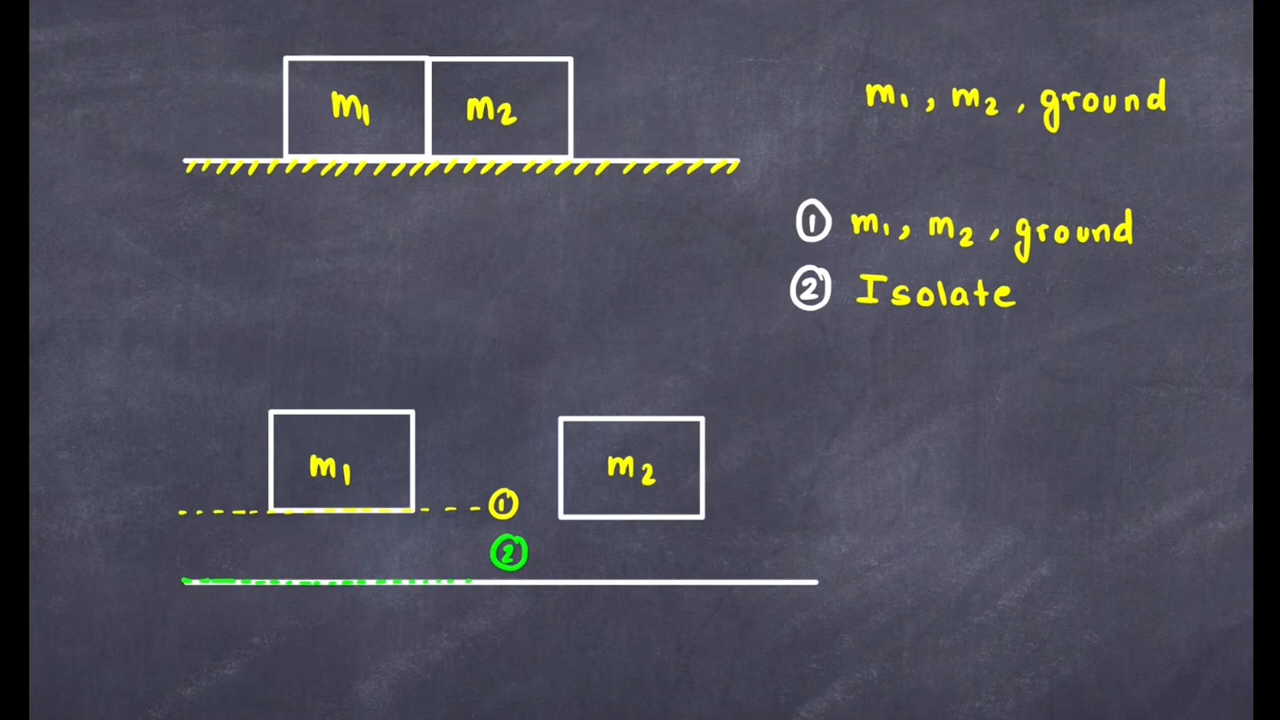 m₁ m₂
m₁, m₂, ground
① m₁, m₂, ground
② Isolate
m₁ m₂
①
②